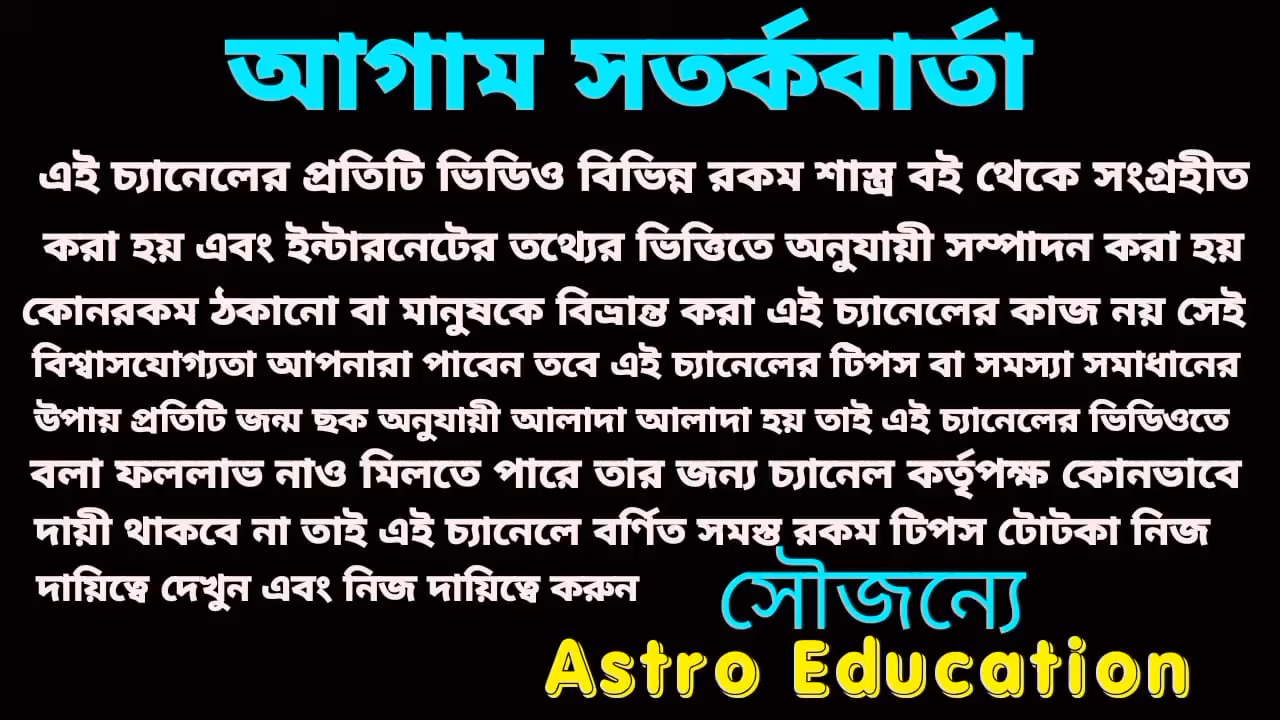 আগাম সতর্কবার্তা
এই চ্যানেলের প্রতিটি ভিডিও বিভিন্ন রকম শাস্ত্র বই থেকে সংগ্রহীত
করা হয় এবং ইন্টারনেটের তথ্যের ভিত্তিতে অনুযায়ী সম্পাদন করা হয়
কোনরকম ঠকানো বা মানুষকে বিভ্রান্ত করা এই চ্যানেলের কাজ নয় সেই
বিশ্বাসযোগ্যতা আপনারা পাবেন তবে এই চ্যানেলের টিপস বা সমস্যা সমাধানের
উপায় প্রতিটি জন্ম ছক অনুযায়ী আলাদা আলাদা হয় তাই এই চ্যানেলের ভিডিওতে
বলা ফললাভ নাও মিলতে পারে তার জন্য চ্যানেল কর্তৃপক্ষ কোনভাবে
দায়ী থাকবে না তাই এই চ্যানেলে বর্ণিত সমস্ত রকম টিপস টোটকা নিজ
দায়িত্বে দেখুন এবং নিজ দায়িত্বে করুন
সৌজন্যে
Astro Education